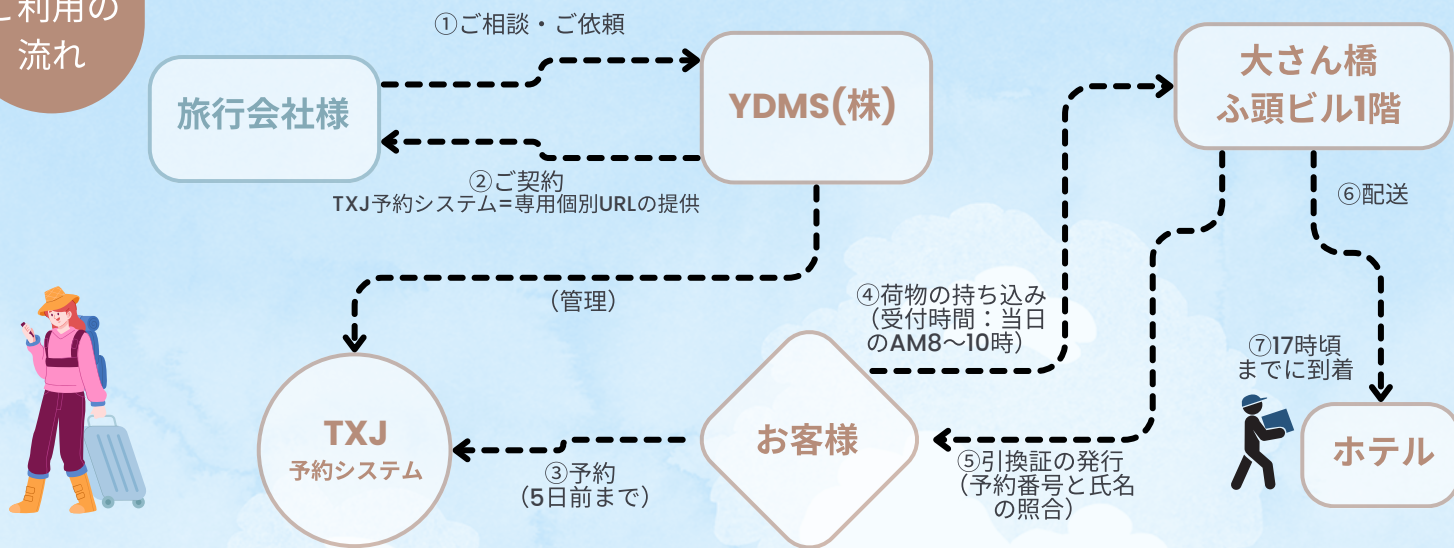 ご利用の
流れ
①ご相談・ご依頼
旅行会社様
YDMS(株)
②ご契約
TXJ予約システム=専用個別URLの提供
大さん橋
ふ頭ビル1階
⑥配送
（管理）
④荷物の持ち込み
（受付時間：当日
のAM8〜10時）
⑦17時頃
までに到着
TXJ
予約システム
③予約
（5日前まで）
お客様
⑤引換証の発行
（予約番号と氏名
の照合）
ホテル